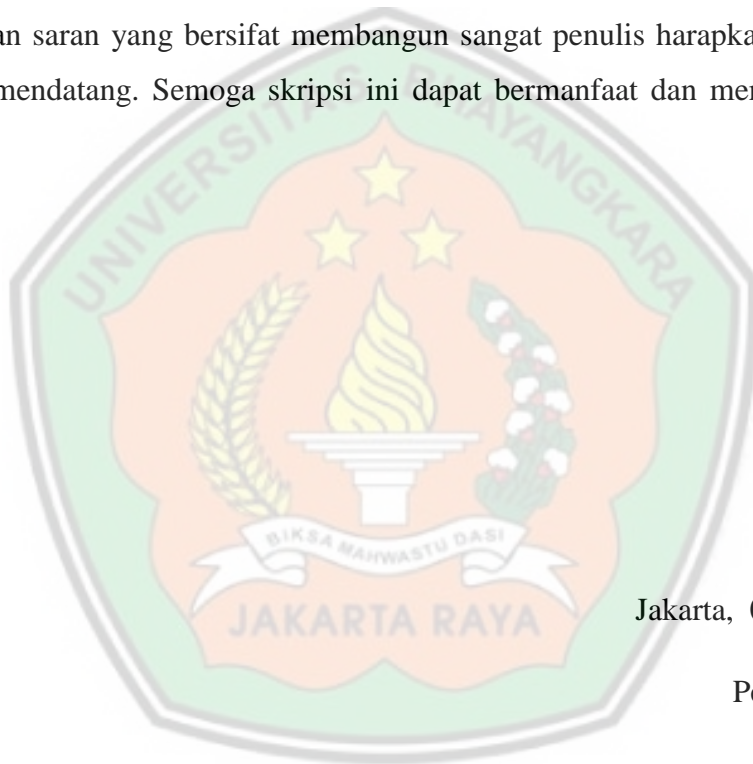 an saran yang bersifat membangun sangat penulis harapka
mendatang. Semoga skripsi ini dapat bermanfaat dan mer
UNIVERSITAS BHAYANGKARA
BIKSA MAHWASTU DASI
JAKARTA RAYA
Jakarta,